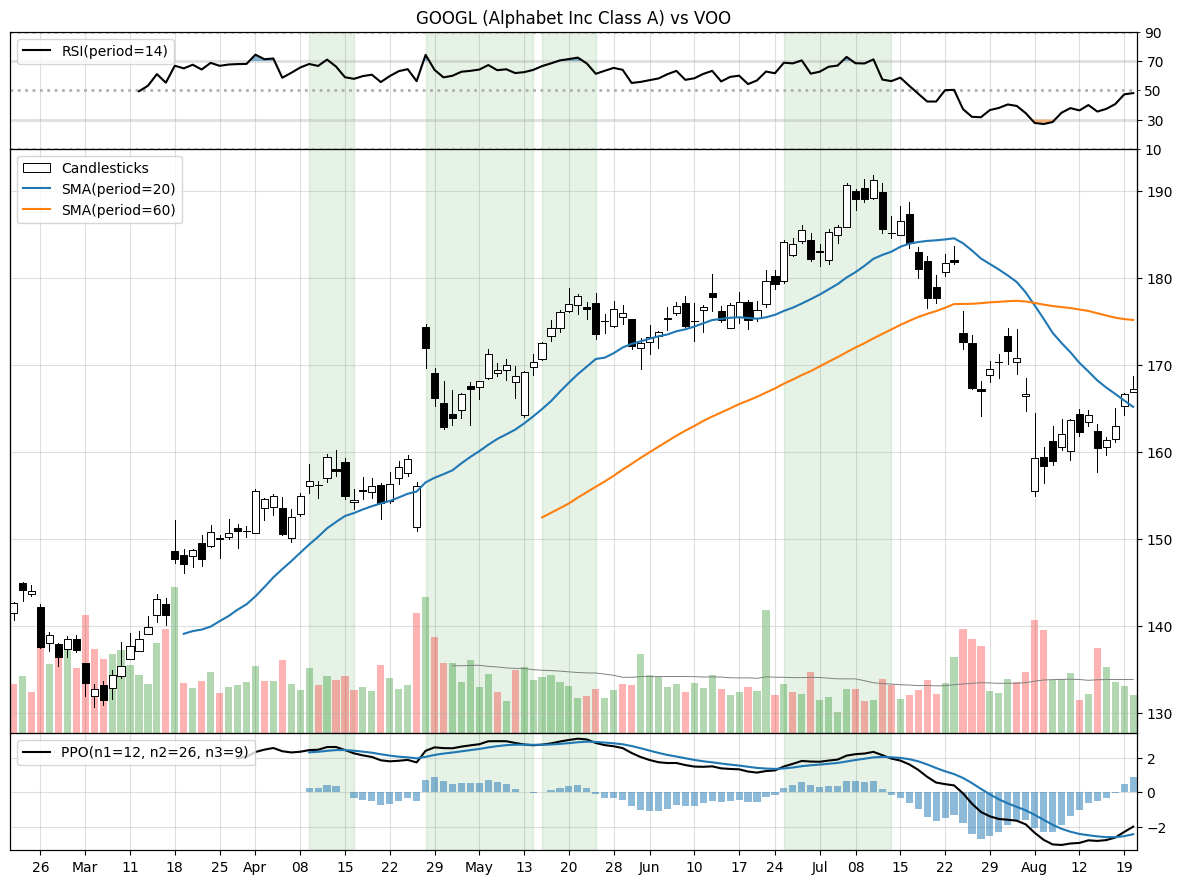 GOOGL (Alphabet Inc Class A) vs VOO
RSI(period=14)
90
70
50
30
10
Candlesticks
SMA(period=20)
SMA(period=60)
190
180
170
160
150
140
130
PPO(n1=12, n2=26, n3=9)
2
0
−2
26 Mar 11 18 25 Apr 08 15 22 29 May 13 20 28 Jun 10 17 24 Jul 08 15 22 29 Aug 12 19